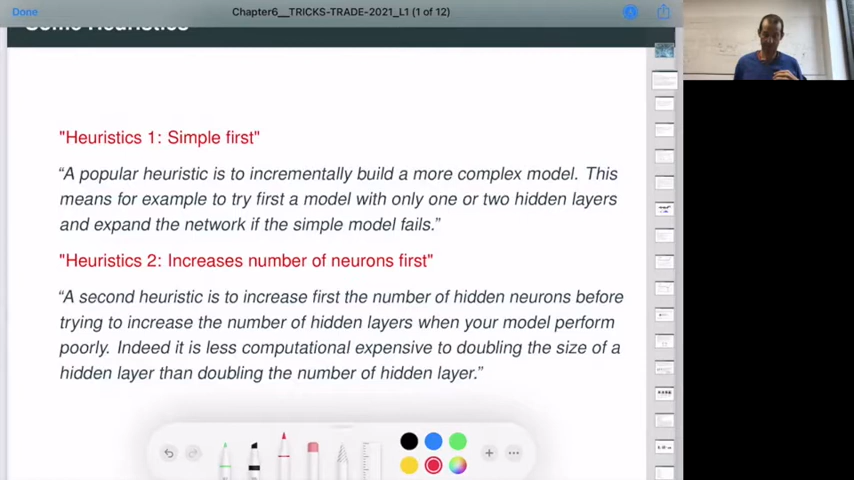 Done
Chapter6__TRICKS-TRADE-2021_L1 (1 of 12)
Some Heuristics
"Heuristics 1: Simple first"
“A popular heuristic is to incrementally build a more complex model. This
means for example to try first a model with only one or two hidden layers
and expand the network if the simple model fails.”
"Heuristics 2: Increases number of neurons first"
“A second heuristic is to increase first the number of hidden neurons before
trying to increase the number of hidden layers when your model perform
poorly. Indeed it is less computational expensive to doubling the size of a
hidden layer than doubling the number of hidden layer.”